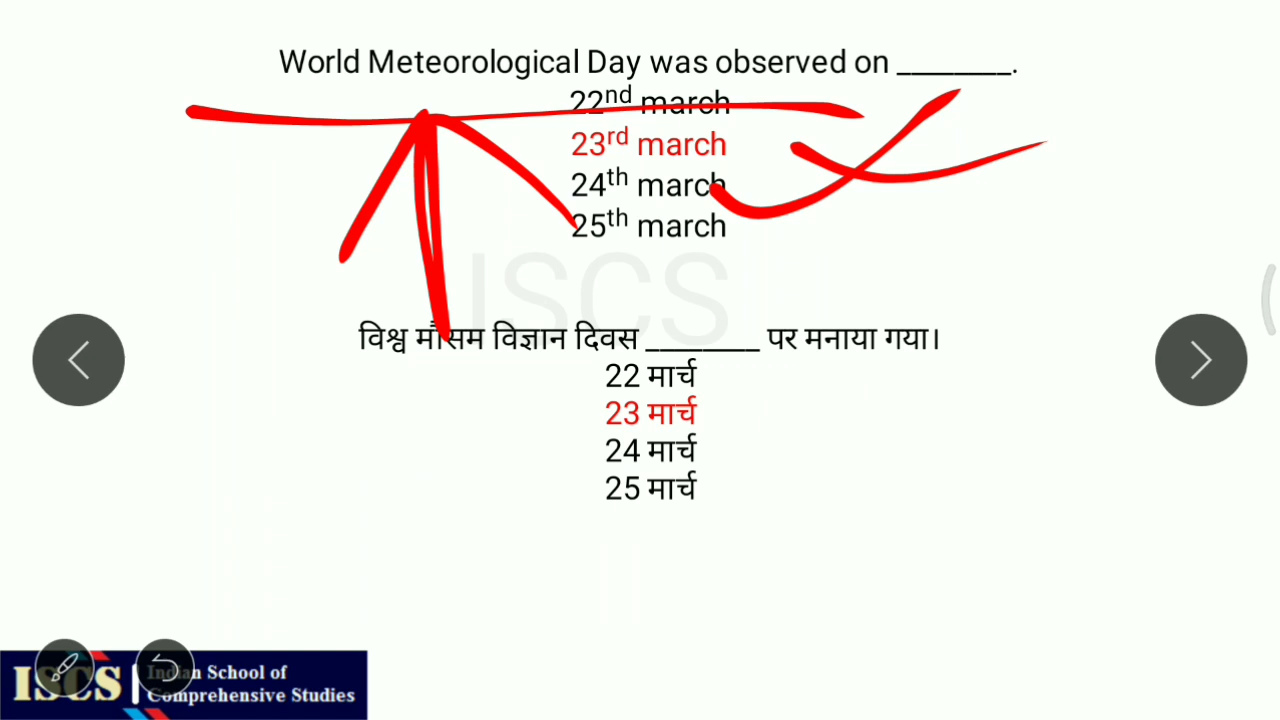 World Meteorological Day was observed on ________.
22nd march
23rd march
24th march
25th march
ISCS
विश्व मौसम विज्ञान दिवस ________ पर मनाया गया।
22 मार्च
23 मार्च
24 मार्च
25 मार्च
ISCS
Indian School of
Comprehensive Studies